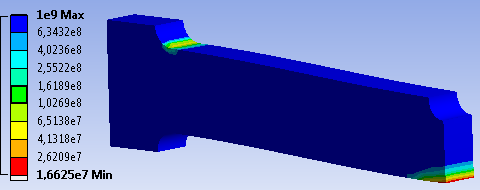 1e9 Max
6,3432e8
4,0236e8
2,5522e8
1,6189e8
1,0269e8
6,5138e7
4,1318e7
2,6209e7
1,6625e7 Min